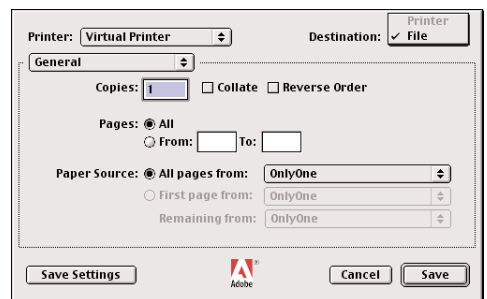 Printer
Printer: Virtual Printer Destination: ✓ File
General
Copies: 1 Collate Reverse Order
Pages: All
From: To:
Paper Source: All pages from: OnlyOne
First page from: OnlyOne
Remaining from: OnlyOne
Save Settings Adobe ® Cancel Save